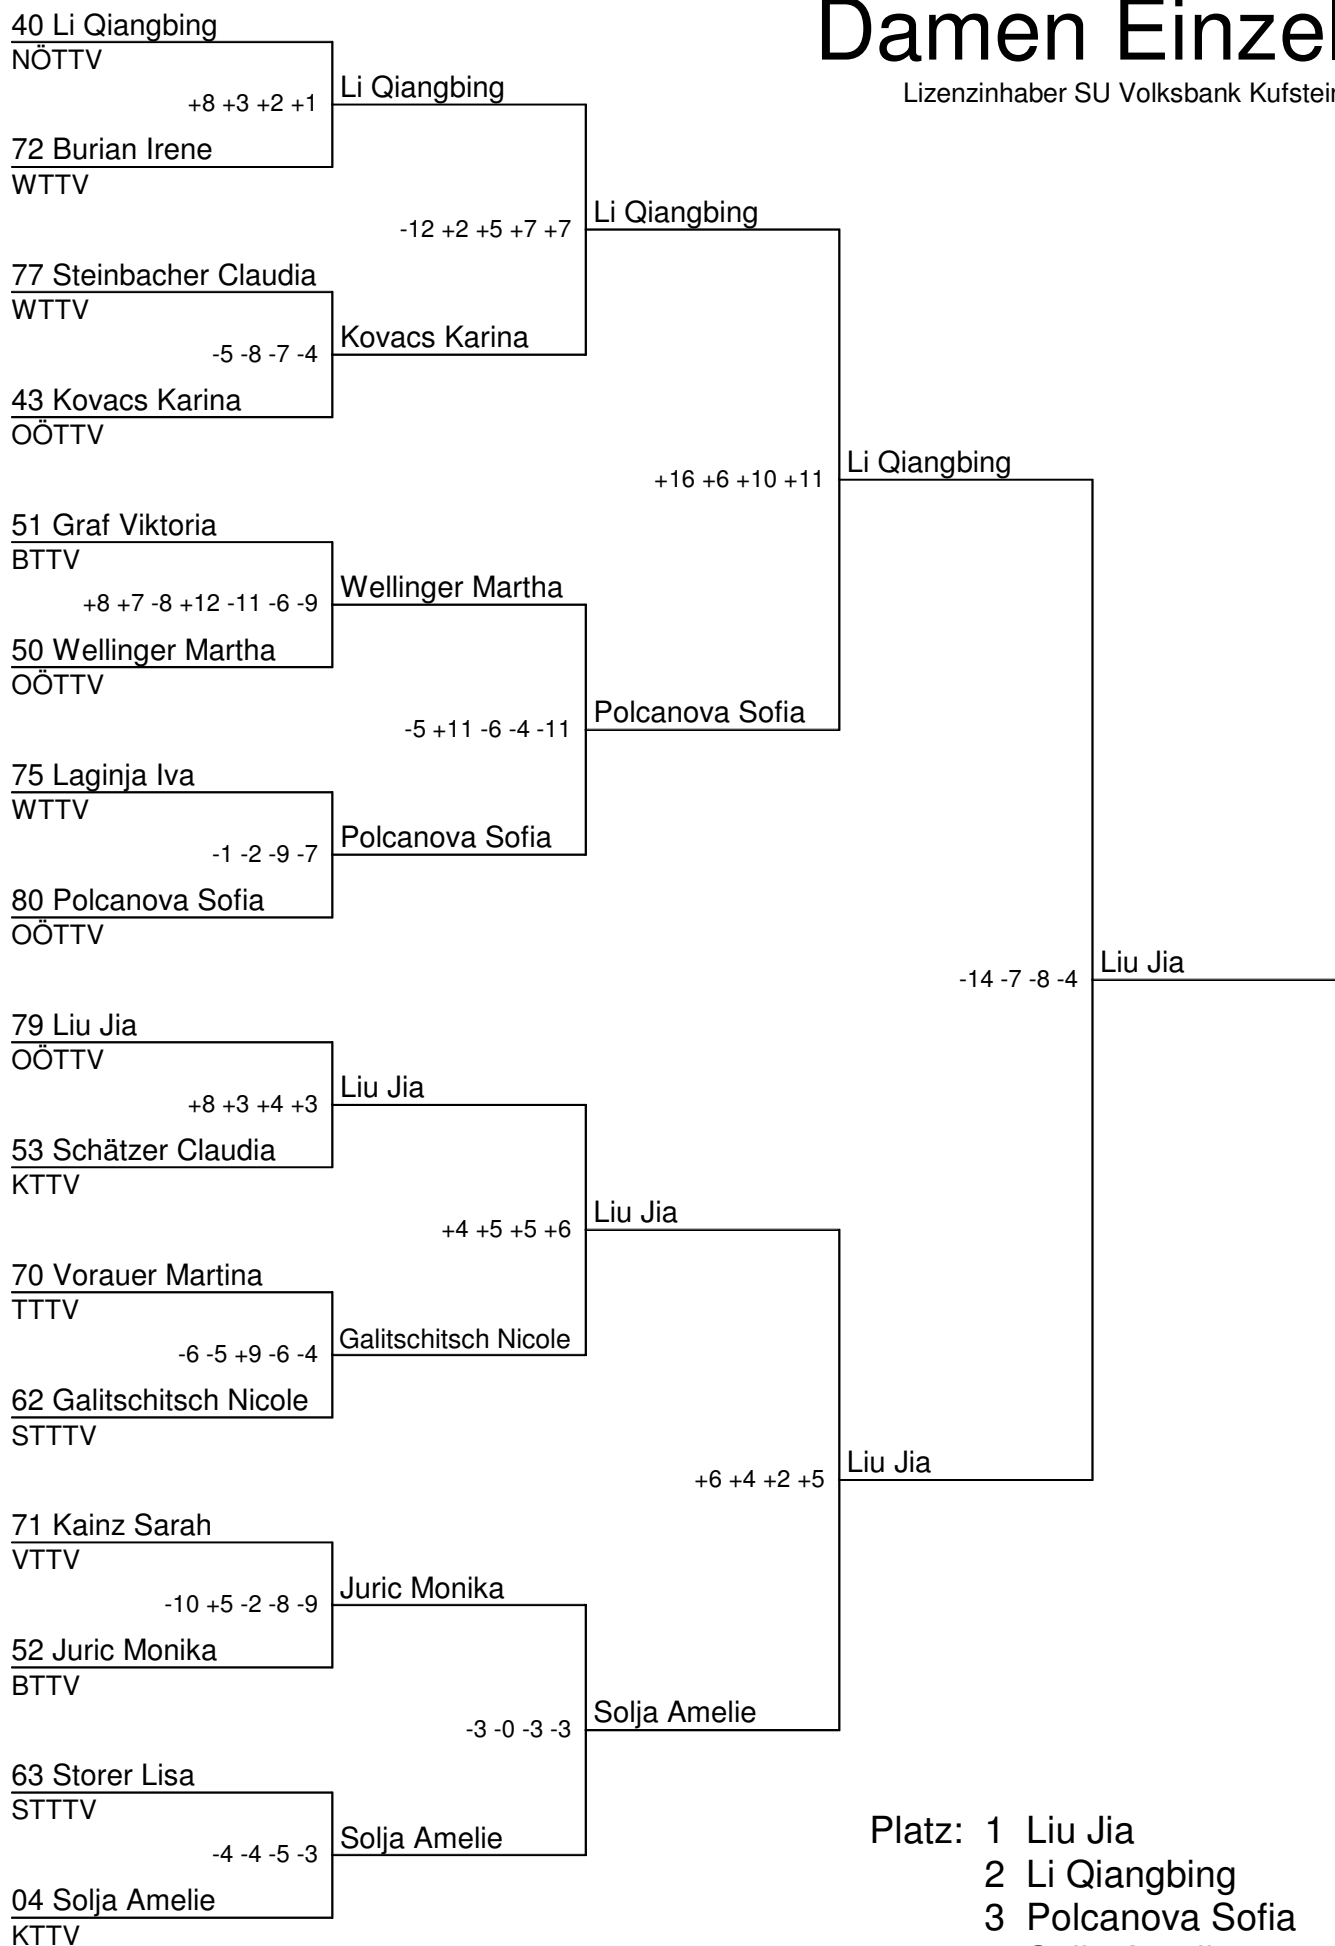 Damen Einzel
Lizenzinhaber SU Volksbank Kufstein
40 Li Qiangbing
NÖTTV
+8 +3 +2 +1
Li Qiangbing
72 Burian Irene
WTTV
-12 +2 +5 +7 +7
Li Qiangbing
77 Steinbacher Claudia
WTTV
-5 -8 -7 -4
Kovacs Karina
43 Kovacs Karina
OÖTTV
+16 +6 +10 +11
Li Qiangbing
51 Graf Viktoria
BTTV
+8 +7 -8 +12 -11 -6 -9
Wellinger Martha
50 Wellinger Martha
OÖTTV
-5 +11 -6 -4 -11
Polcanova Sofia
75 Laginja Iva
WTTV
-1 -2 -9 -7
Polcanova Sofia
80 Polcanova Sofia
OÖTTV
-14 -7 -8 -4
Liu Jia
79 Liu Jia
OÖTTV
+8 +3 +4 +3
Liu Jia
53 Schätzer Claudia
KTTV
+4 +5 +5 +6
Liu Jia
70 Vorauer Martina
TTTV
-6 -5 +9 -6 -4
Galitschitsch Nicole
62 Galitschitsch Nicole
STTTV
+6 +4 +2 +5
Liu Jia
71 Kainz Sarah
VTTV
-10 +5 -2 -8 -9
Juric Monika
52 Juric Monika
BTTV
-3 -0 -3 -3
Solja Amelie
63 Storer Lisa
STTTV
-4 -4 -5 -3
Solja Amelie
04 Solja Amelie
KTTV
Platz: 1 Liu Jia
2 Li Qiangbing
3 Polcanova Sofia